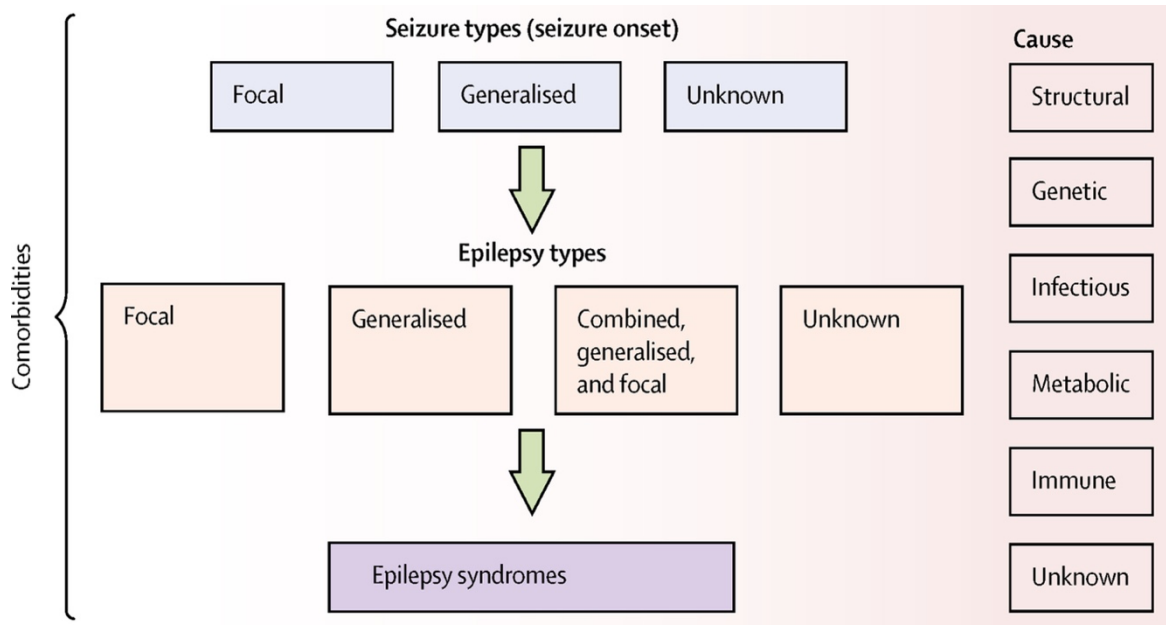 Seizure types (seizure onset)
Focal
Generalised
Unknown
Epilepsy types
Focal
Generalised
Combined,
generalised,
and focal
Unknown
Epilepsy syndromes
Comorbidities
Cause
Structural
Genetic
Infectious
Metabolic
Immune
Unknown